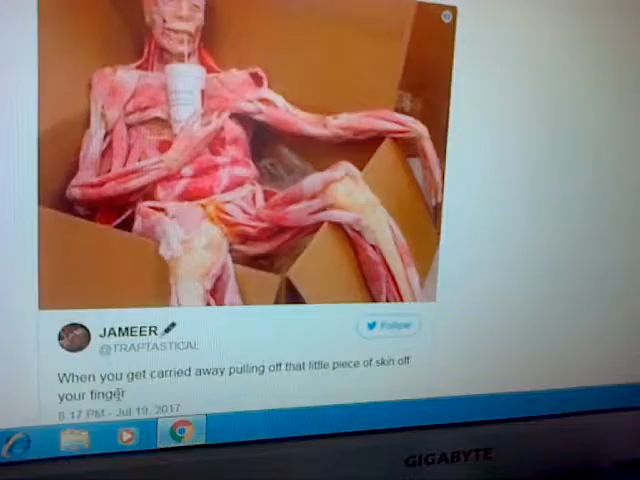 JAMEER
Follow
@TRAPTASTICAL
When you get carried away pulling off that little piece of skin off
your finger
8:17 PM - Jul 19, 2017
GIGABYTE